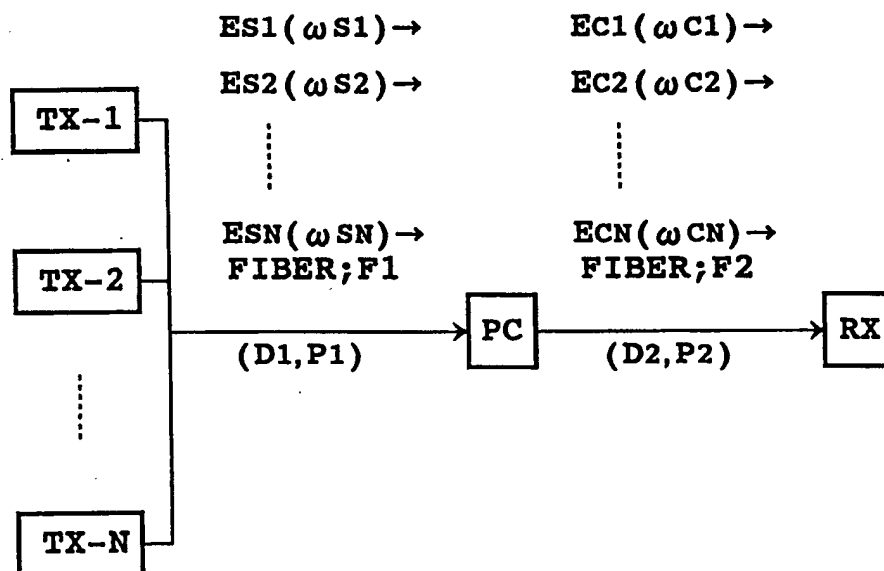 ES1(ωS1)→ EC1(ωC1)→
ES2(ωS2)→ EC2(ωC2)→
TX-1
ESN(ωSN)→ ECN(ωCN)→
FIBER;F1 FIBER;F2
TX-2
PC RX
(D1,P1) (D2,P2)
TX-N